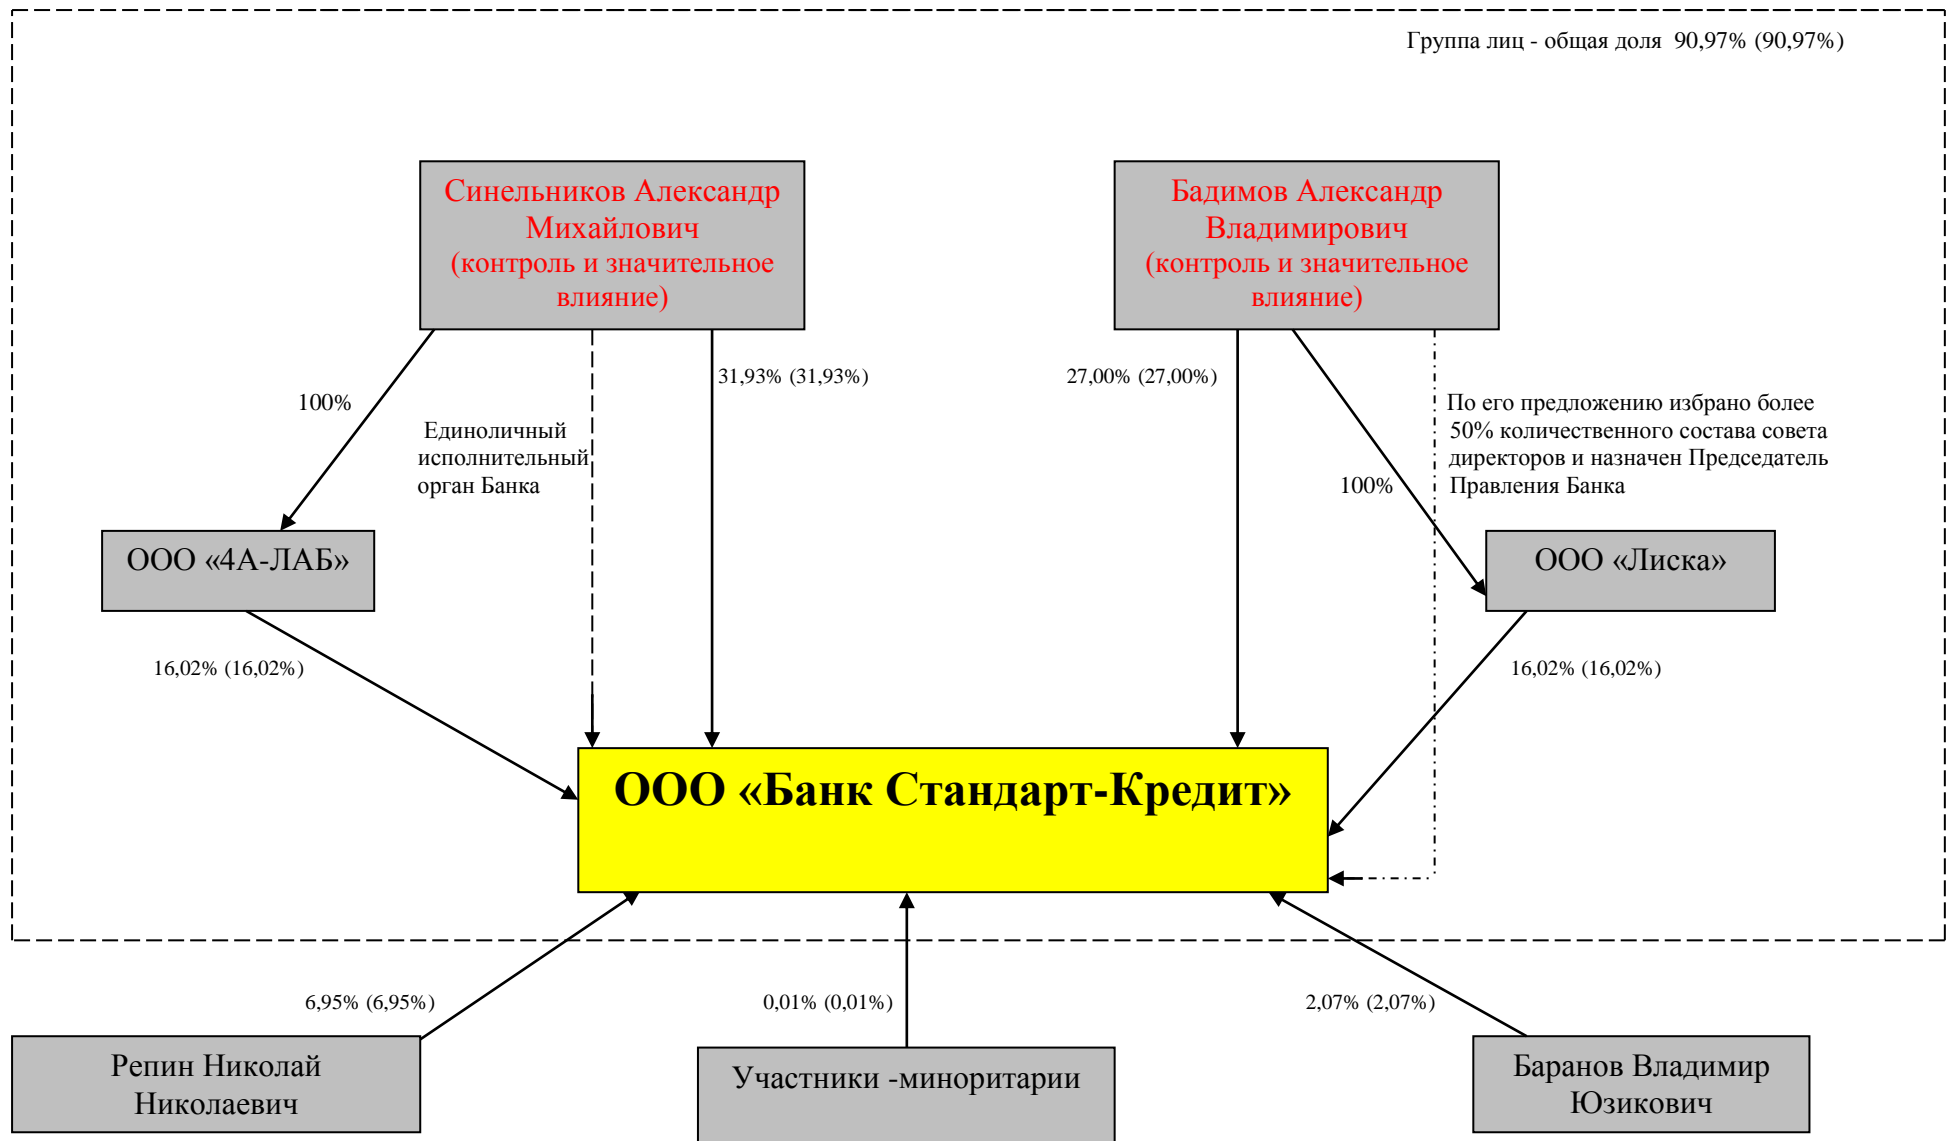 Группа лиц - общая доля 90,97% (90,97%)
Синельников Александр
Михайлович
(контроль и значительное
влияние)
Бадимов Александр
Владимирович
(контроль и значительное
влияние)
31,93% (31,93%)
27,00% (27,00%)
100%
Единоличный
исполнительный
орган Банка
По его предложению избрано более
50% количественного состава совета
директоров и назначен Председатель
Правления Банка
100%
ООО «4А-ЛАБ»
ООО «Лиска»
16,02% (16,02%)
16,02% (16,02%)
ООО «Банк Стандарт-Кредит»
6,95% (6,95%)
0,01% (0,01%)
2,07% (2,07%)
Репин Николай
Николаевич
Участники -миноритарии
Баранов Владимир
Юзикович